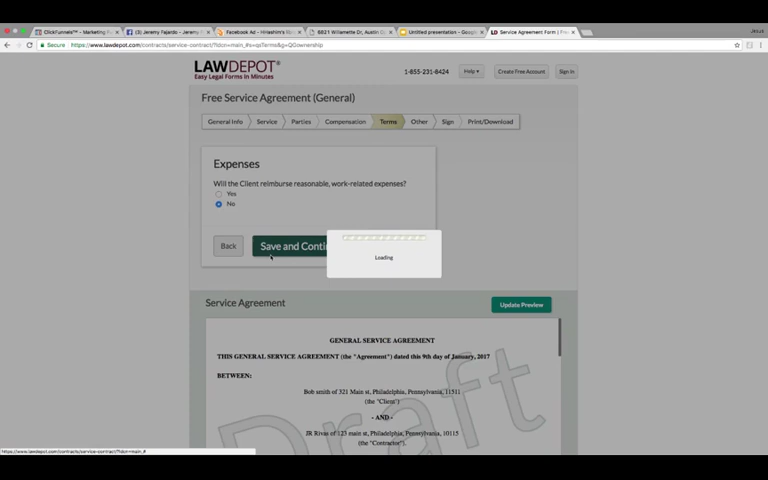 ClickFunnels™ - Marketing Fu
(3) Jeremy Fajardo - Jeremy F
Facebook Ad - HiHello
6821 Willamette Dr, Austin
Untitled presentation - Google
Service Agreement Form | Free
Jesus
Secure https://www.lawdepot.com/contracts/service-contract/?ldcn=main_#s=qoTerms&g=QGownership
LAWDEPOT®
Easy Legal Forms in Minutes
1-855-231-8424
Help
Create Free Account
Sign In
Free Service Agreement (General)
General Info
Service
Parties
Compensation
Terms
Other
Sign
Print/Download
Expenses
Will the Client reimburse reasonable, work-related expenses?
Yes
No
Back
Save and Conti
Loading
Service Agreement
Update Preview
GENERAL SERVICE AGREEMENT
THIS GENERAL SERVICE AGREEMENT (the "Agreement") dated this 9th day of January, 2017
BETWEEN:
Bob smith of 321 Main st, Philadelphia, Pennsylvania, 11511
(the "Client")
- AND -
JR Rivas of 123 main st, Philadelphia, Pennsylvania, 10115
(the "Contractor").
Draft
https://www.lawdepot.com/contracts/service-contract/?ldcn=main_#